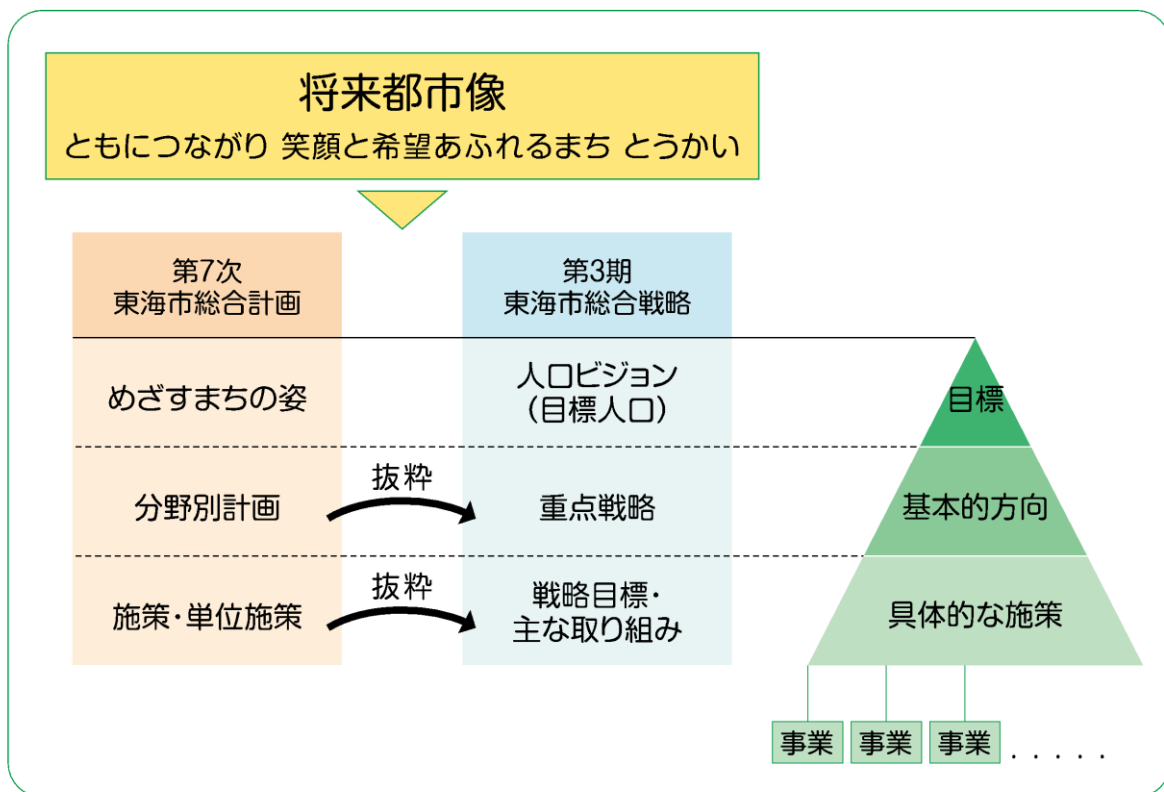 将来都市像
ともにつながり 笑顔と希望あふれるまち とうかい
第7次
東海市総合計画
第3期
東海市総合戦略
めざすまちの姿
人口ビジョン
(目標人口)
目標
分野別計画
抜粋
重点戦略
基本的方向
施策・単位施策
抜粋
戦略目標・
主な取り組み
具体的な施策
事業
事業
事業
. . . . .